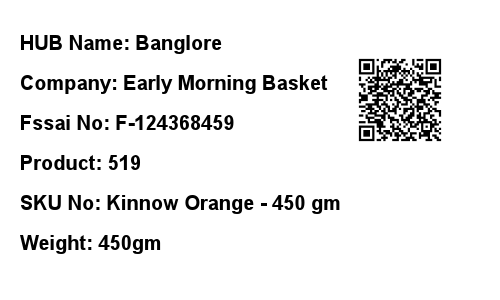 HUB Name: Banglore
Company: Early Morning Basket
Fssai No: F-124368459
Product: 519
SKU No: Kinnow Orange - 450 gm
Weight: 450gm